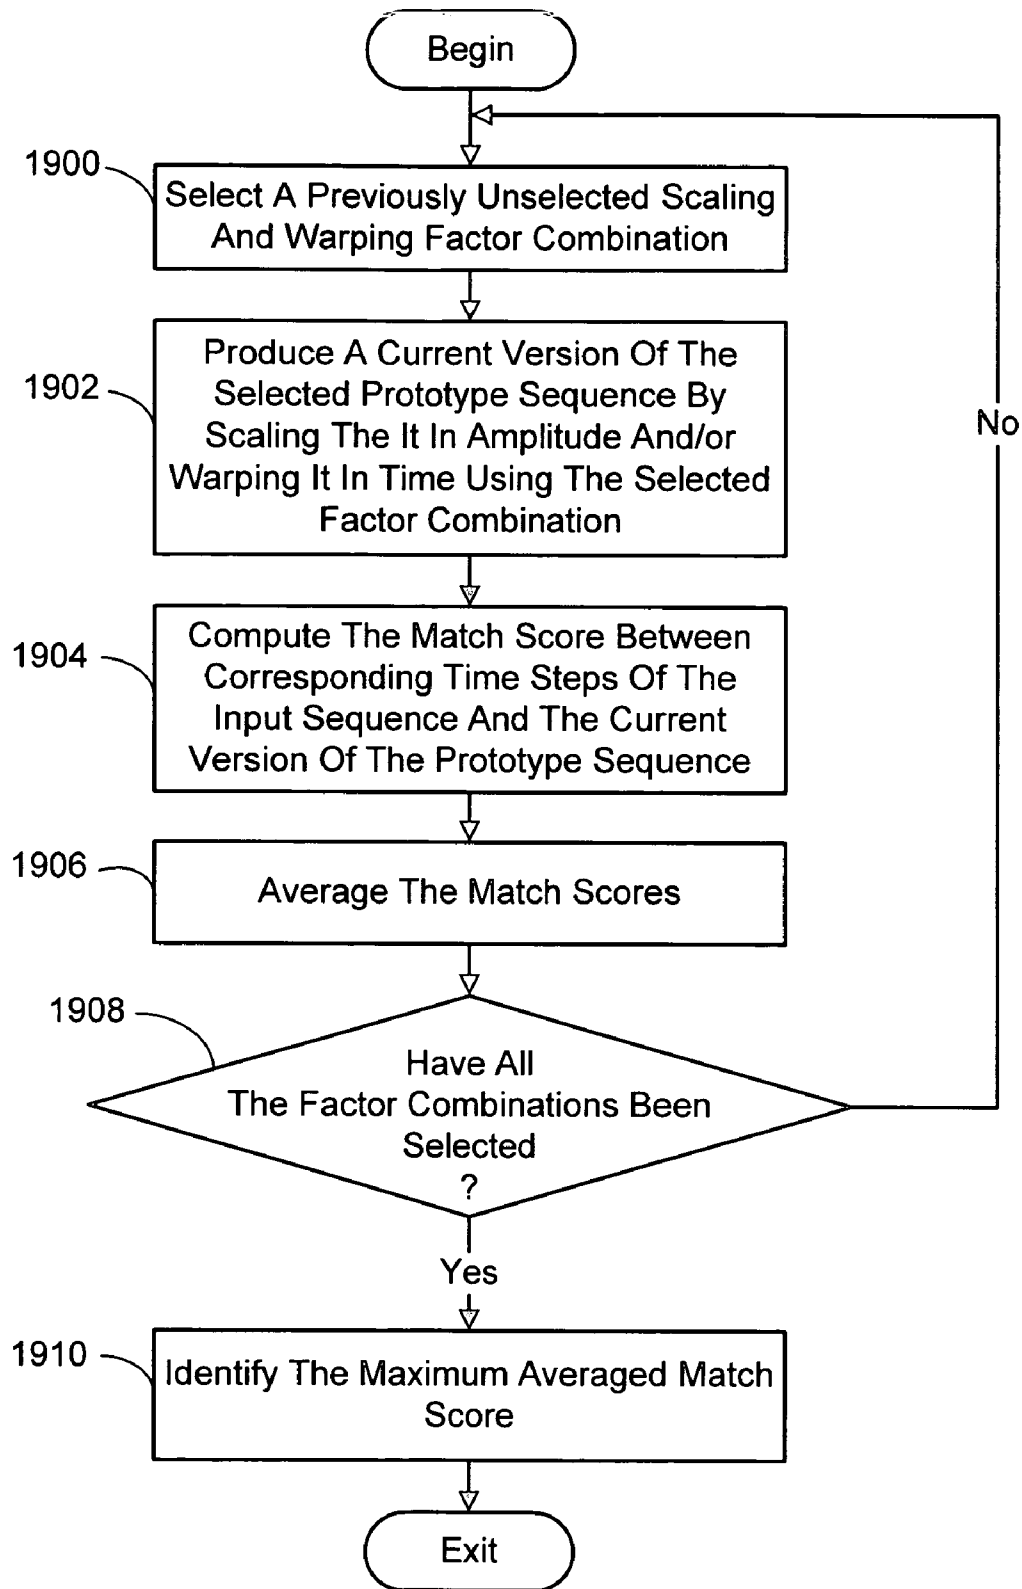 Begin
1900
Select A Previously Unselected Scaling
And Warping Factor Combination
1902
Produce A Current Version Of The
Selected Prototype Sequence By
Scaling The It In Amplitude And/or
Warping It In Time Using The Selected
Factor Combination
No
1904
Compute The Match Score Between
Corresponding Time Steps Of The
Input Sequence And The Current
Version Of The Prototype Sequence
1906
Average The Match Scores
1908
Have All
The Factor Combinations Been
Selected
?
Yes
1910
Identify The Maximum Averaged Match
Score
Exit